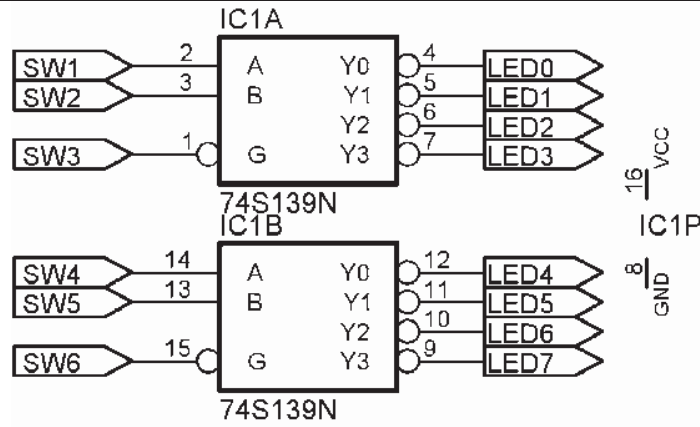 IC1A
SW1 2 A Y0 4 LED0
SW2 3 B Y1 5 LED1
Y2 6 LED2
SW3 1 G Y3 7 LED3
74S139N
16 VCC
IC1P
8 GND
IC1B
SW4 14 A Y0 12 LED4
SW5 13 B Y1 11 LED5
Y2 10 LED6
SW6 15 G Y3 9 LED7
74S139N